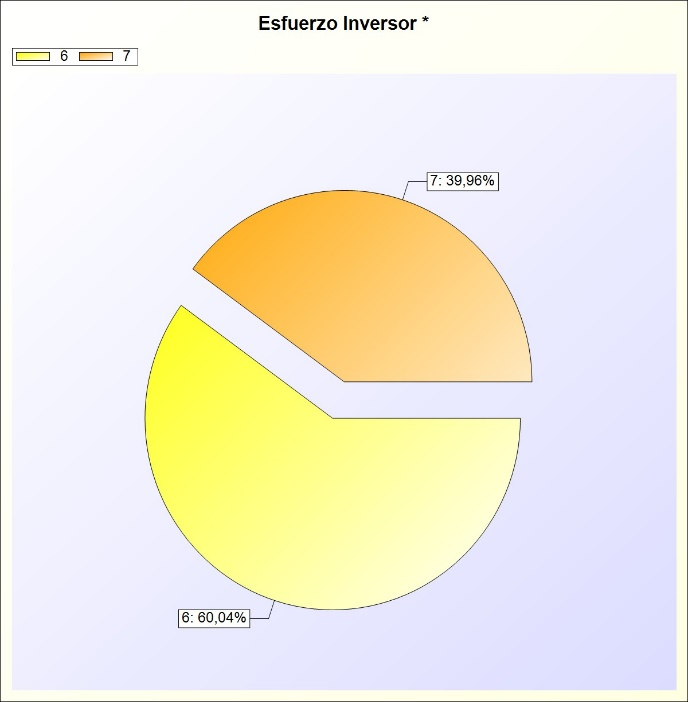 Esfuerzo Inversor *
6 7
7: 39,96%
6: 60,04%